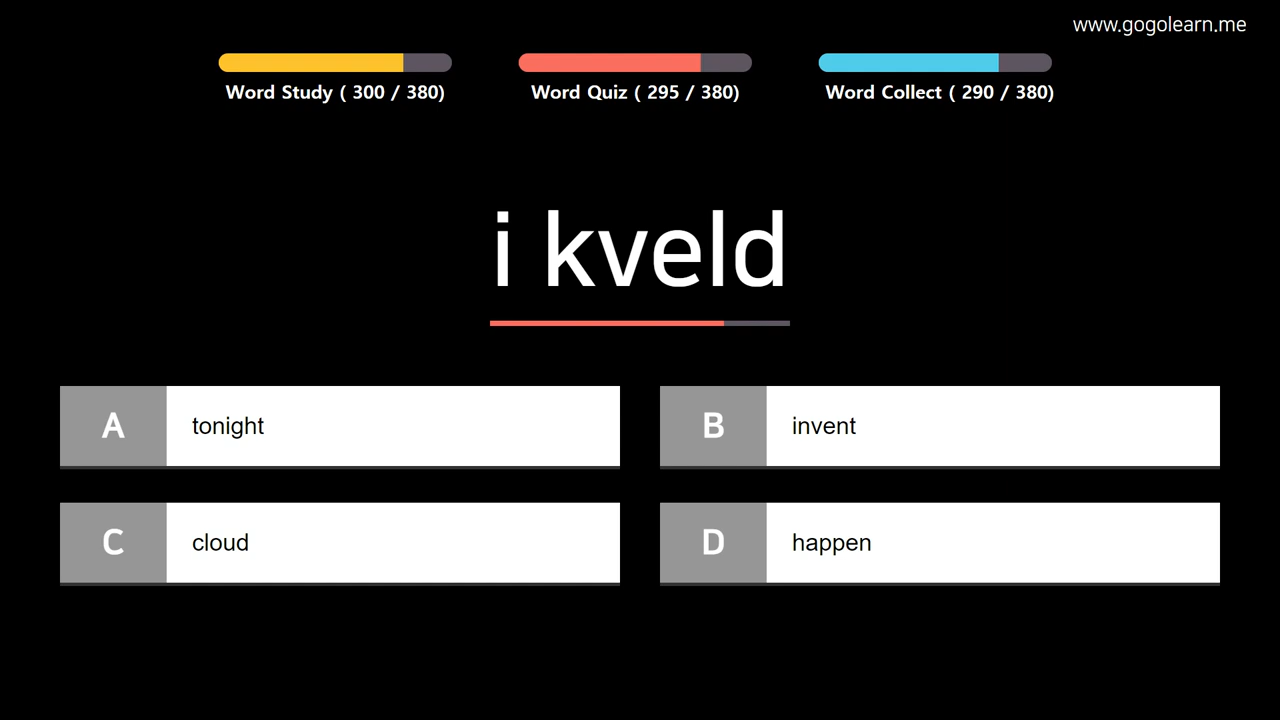 www.gogolearn.me
Word Study ( 300 / 380)
Word Quiz ( 295 / 380)
Word Collect ( 290 / 380)
i kveld
A tonight
B invent
C cloud
D happen